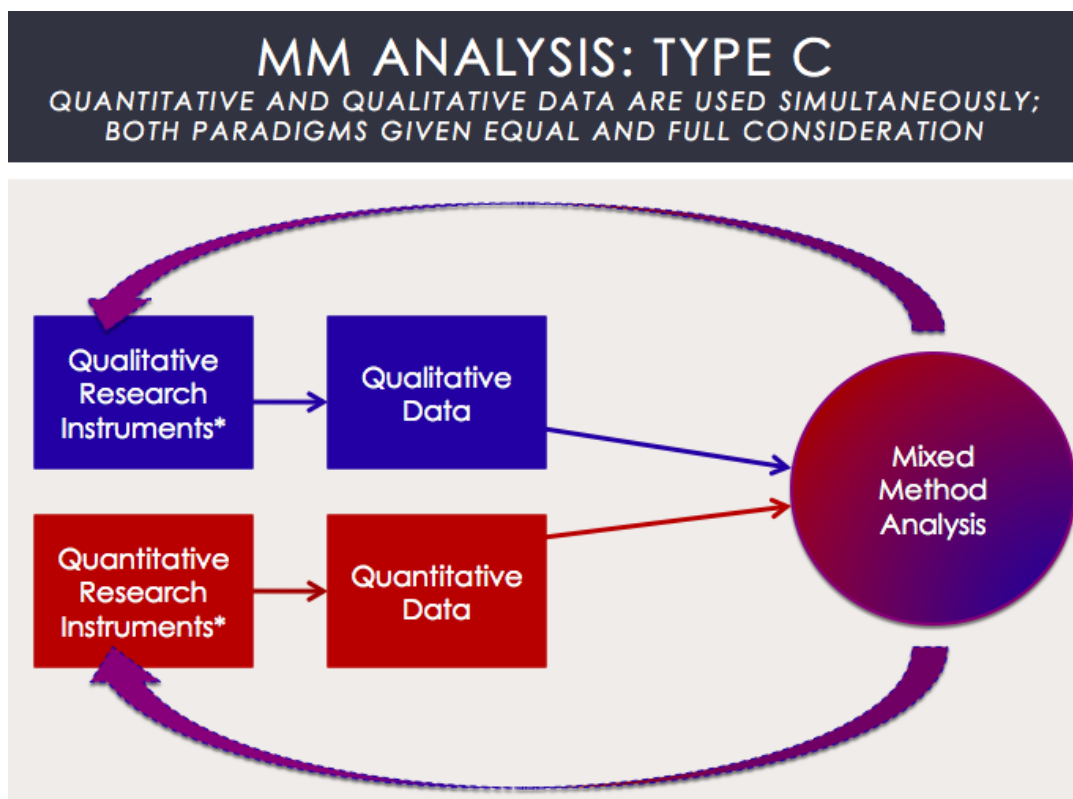 MM ANALYSIS: TYPE C
QUANTITATIVE AND QUALITATIVE DATA ARE USED SIMULTANEOUSLY;
BOTH PARADIGMS GIVEN EQUAL AND FULL CONSIDERATION
Qualitative
Research
Instruments*
Qualitative
Data
Mixed
Method
Analysis
Quantitative
Research
Instruments*
Quantitative
Data